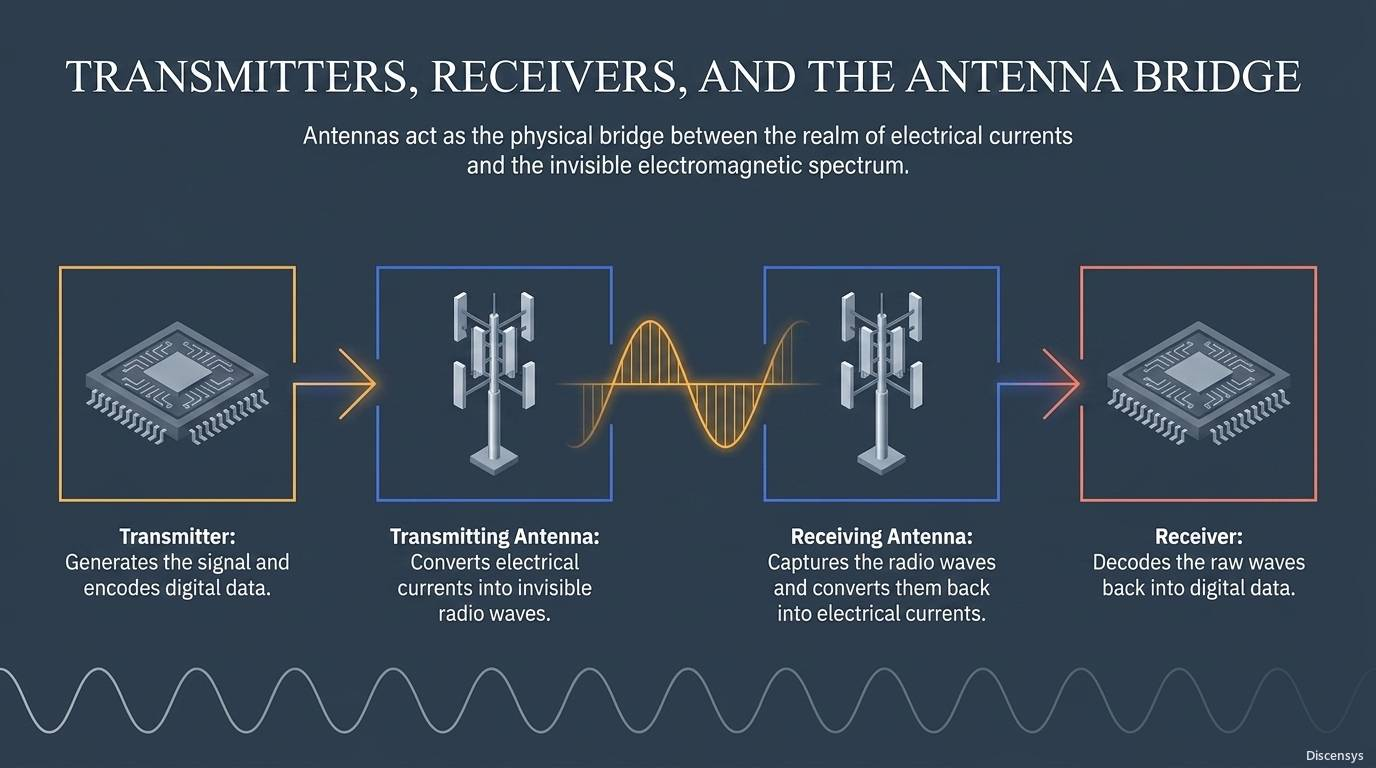 TRANSMITTERS, RECEIVERS, AND THE ANTENNA BRIDGE
Antennas act as the physical bridge between the realm of electrical currents
and the invisible electromagnetic spectrum.
Transmitter:
Generates the signal and
encodes digital data.
Transmitting Antenna:
Converts electrical
currents into invisible
radio waves.
Receiving Antenna:
Captures the radio waves
and converts them back
into electrical currents.
Receiver:
Decodes the raw waves
back into digital data.
Discensys